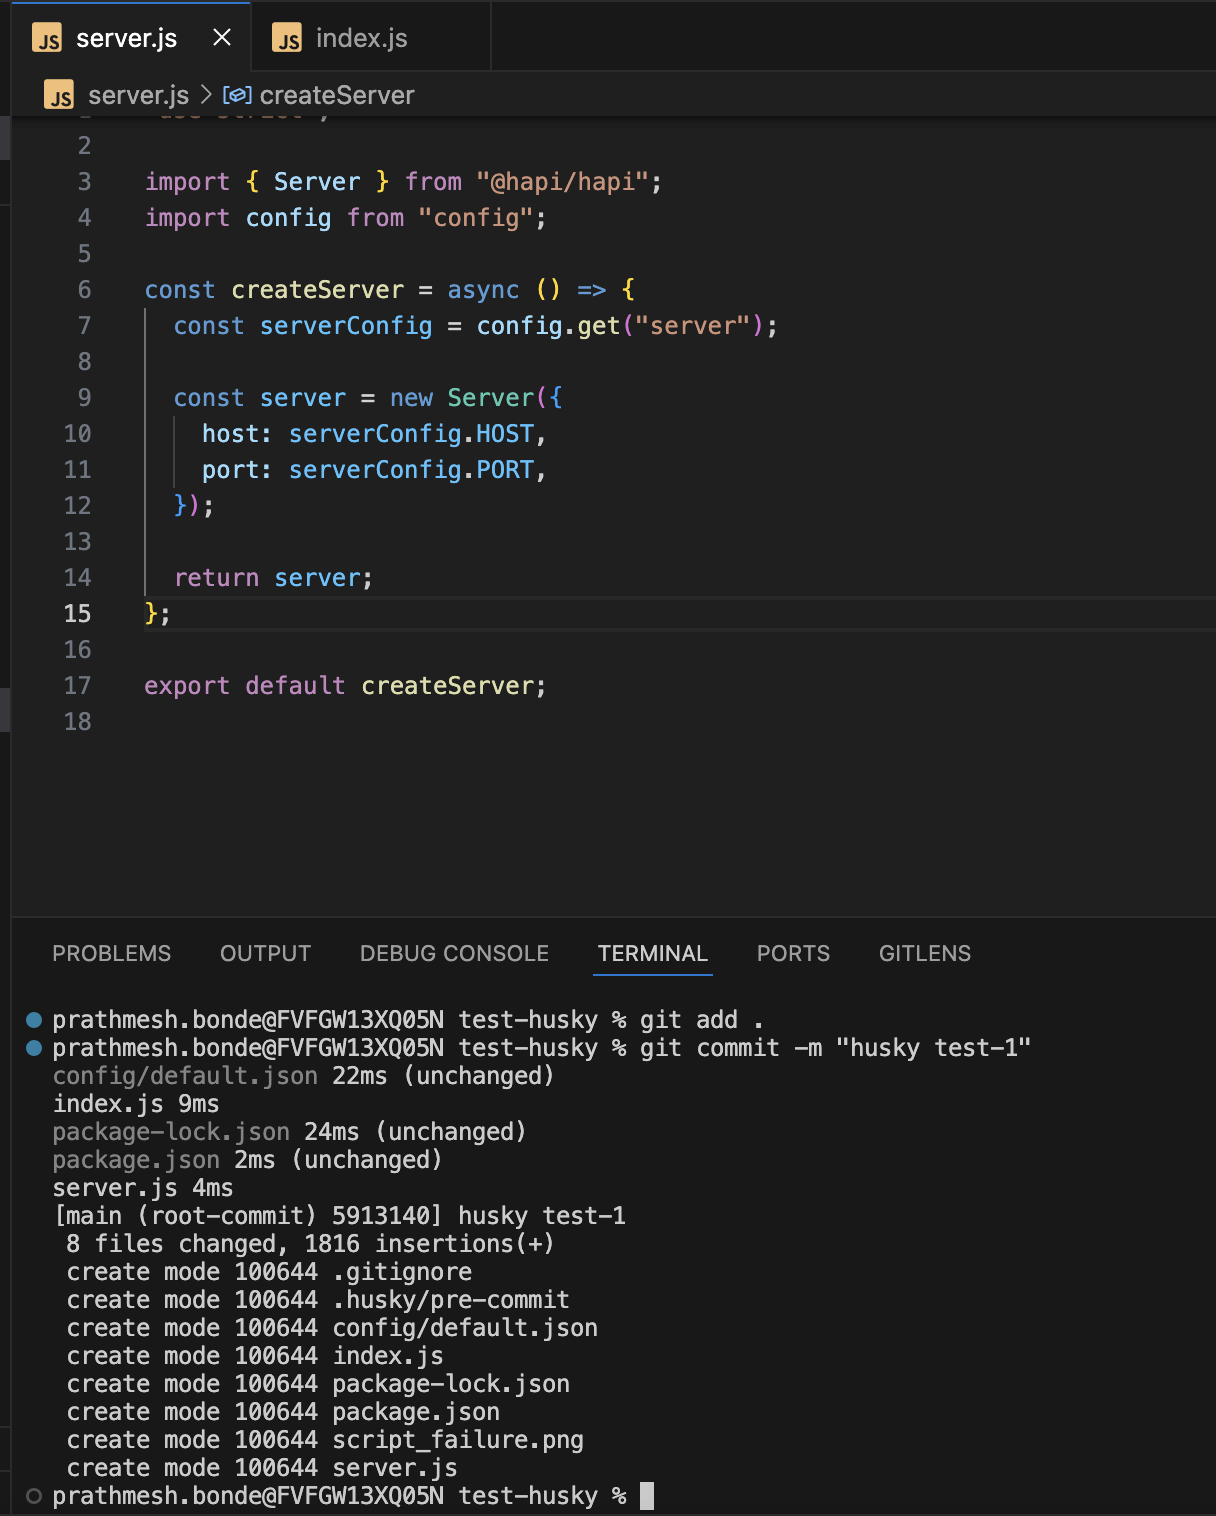 JS server.js × JS index.js
JS server.js > createServer
2
3 import { Server } from "@hapi/hapi";
4 import config from "config";
5
6 const createServer = async () => {
7 const serverConfig = config.get("server");
8
9 const server = new Server({
10 host: serverConfig.HOST,
11 port: serverConfig.PORT,
12 });
13
14 return server;
15 };
16
17 export default createServer;
18
PROBLEMS OUTPUT DEBUG CONSOLE TERMINAL PORTS GITLENS
prathmesh.bonde@FVFGW13XQ05N test-husky % git add .
prathmesh.bonde@FVFGW13XQ05N test-husky % git commit -m "husky test-1"
config/default.json 22ms (unchanged)
index.js 9ms
package-lock.json 24ms (unchanged)
package.json 2ms (unchanged)
server.js 4ms
[main (root-commit) 5913140] husky test-1
8 files changed, 1816 insertions(+)
create mode 100644 .gitignore
create mode 100644 .husky/pre-commit
create mode 100644 config/default.json
create mode 100644 index.js
create mode 100644 package-lock.json
create mode 100644 package.json
create mode 100644 script_failure.png
create mode 100644 server.js
prathmesh.bonde@FVFGW13XQ05N test-husky %